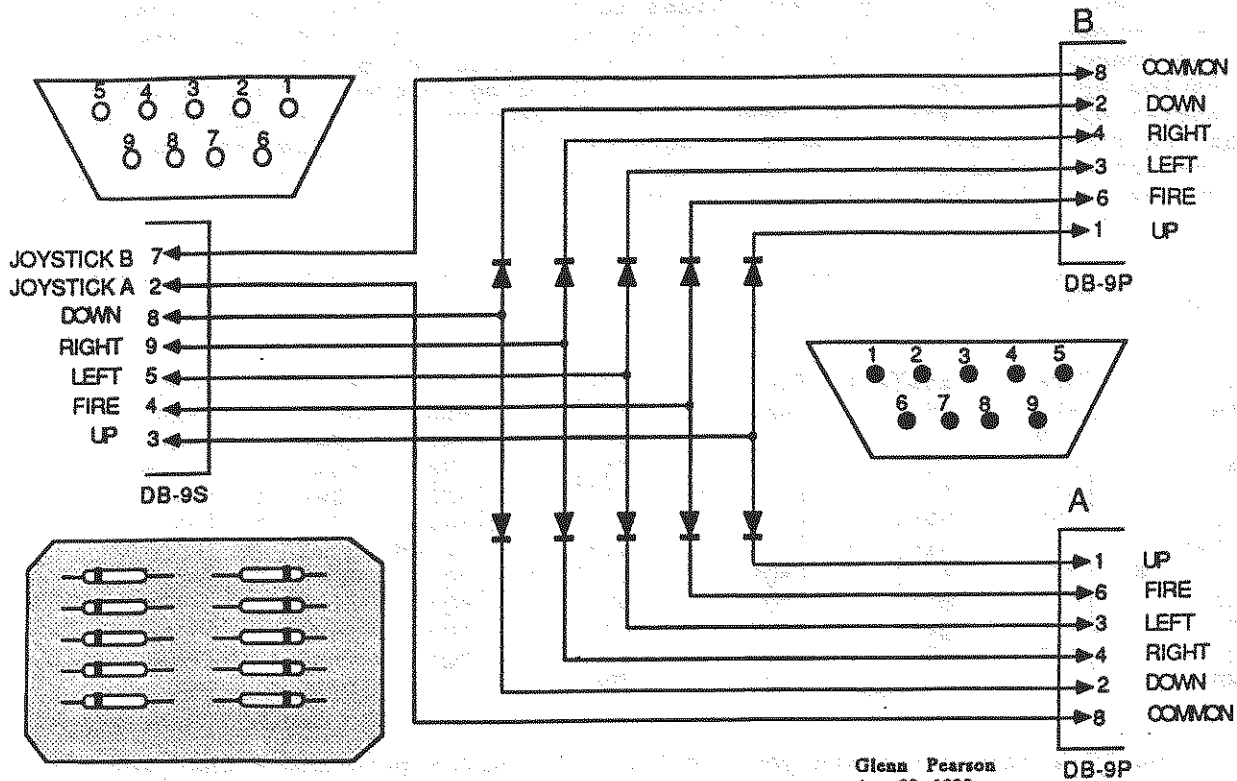 B
8 COMMON
2 DOWN
4 RIGHT
3 LEFT
6 FIRE
1 UP
DB-9P
5 4 3 2 1
9 8 7 6
JOYSTICK B 7
JOYSTICK A 2
DOWN 8
RIGHT 9
LEFT 5
FIRE 4
UP 3
DB-9S
1 2 3 4 5
6 7 8 9
A
1 UP
6 FIRE
3 LEFT
4 RIGHT
2 DOWN
8 COMMON
DB-9P
Glenn Pearson